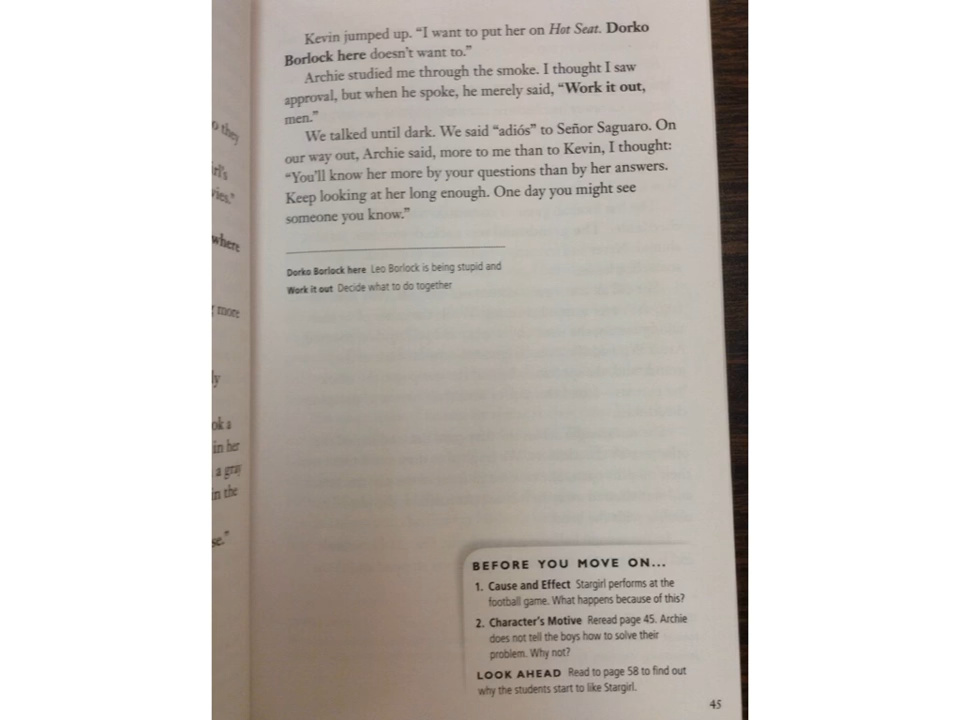 Kevin jumped up. “I want to put her on Hot Seat. Dorko
Borlock here doesn’t want to.”
Archie studied me through the smoke. I thought I saw
approval, but when he spoke, he merely said, “Work it out,
men.”
We talked until dark. We said “adiós” to Señor Saguaro. On
our way out, Archie said, more to me than to Kevin, I thought:
“You’ll know her more by your questions than by her answers.
Keep looking at her long enough. One day you might see
someone you know.”
Dorko Borlock here Leo Borlock is being stupid and
Work it out Decide what to do together
o they
where
more
in her
in the
BEFORE YOU MOVE ON...
1. Cause and Effect Stargirl performs at the
football game. What happens because of this?
2. Character’s Motive Reread page 45. Archie
does not tell the boys how to solve their
problem. Why not?
LOOK AHEAD Read to page 58 to find out
why the students start to like Stargirl.
45